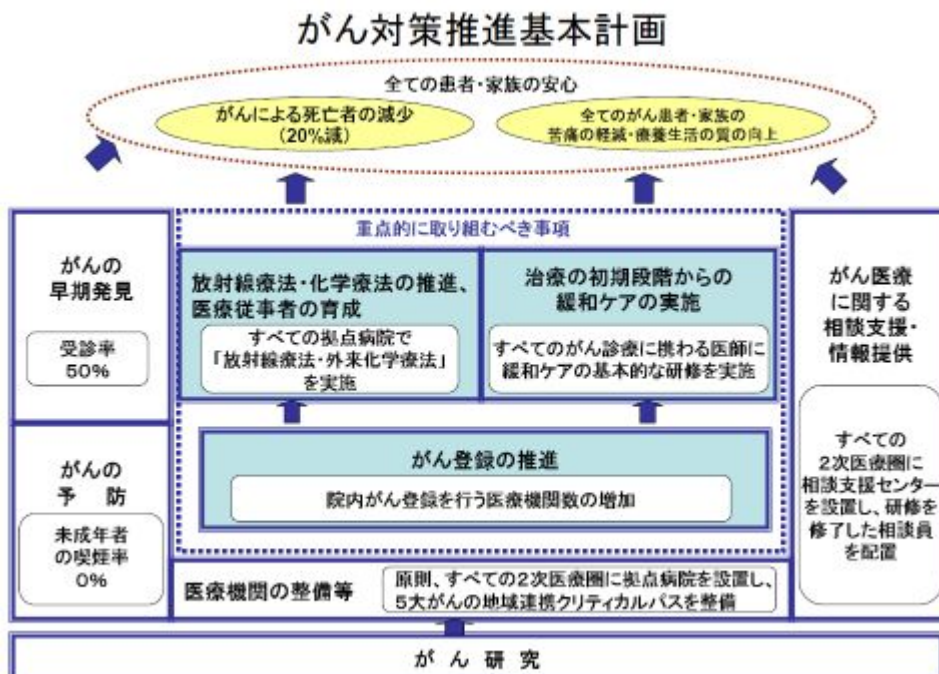 がん対策推進基本計画
全ての患者・家族の安心
がんによる死亡者の減少
(20%減)
全てのがん患者・家族の
苦痛の軽減・療養生活の質の向上
がんの
早期発見
受診率
50%
がんの
予　防
未成年者
の喫煙率
0%
重点的に取り組むべき事項
放射線療法・化学療法の推進、
医療従事者の育成
すべての拠点病院で
「放射線療法・外来化学療法」
を実施
治療の初期段階からの
緩和ケアの実施
すべてのがん診療に携わる医師に
緩和ケアの基本的な研修を実施
がん登録の推進
院内がん登録を行う医療機関数の増加
医療機関の整備等
原則、すべての2次医療圏に拠点病院を設置し、
5大がんの地域連携クリティカルパスを整備
がん医療
に関する
相談支援・
情報提供
すべての
2次医療圏に
相談支援センター
を設置し、研修を
修了した相談員
を配置
がん研究